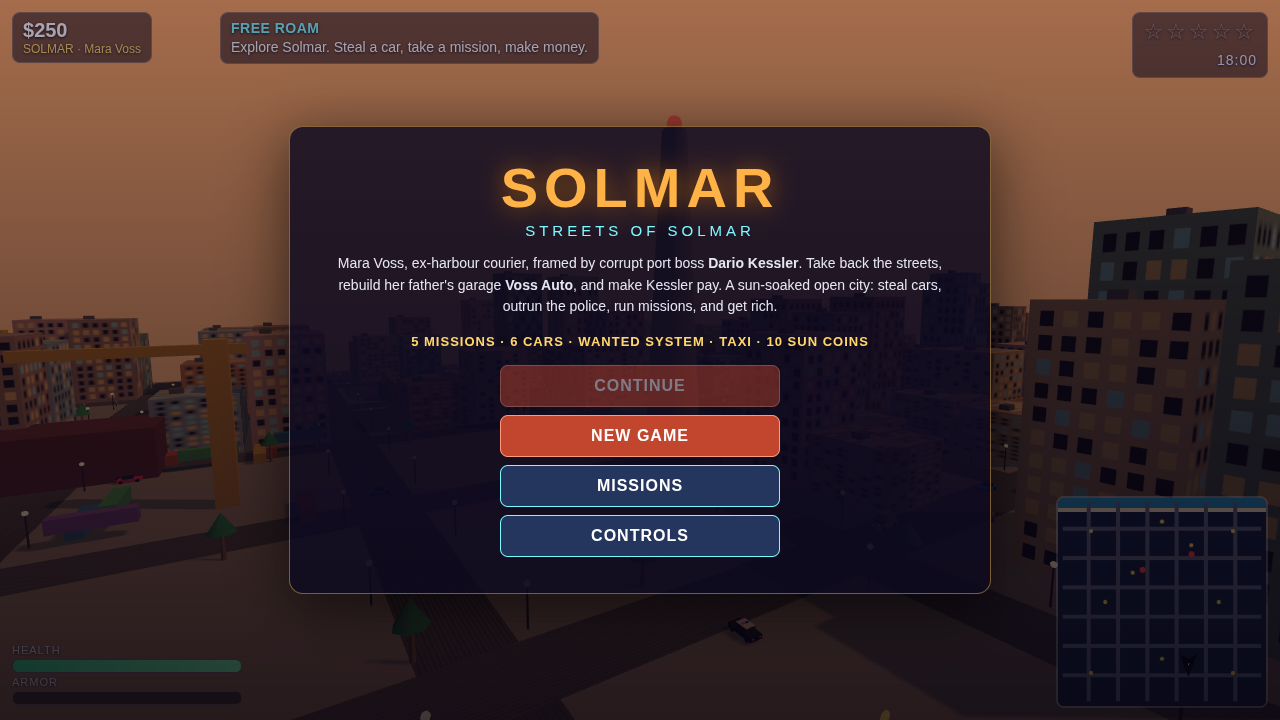 $250
SOLMAR · Mara Voss
FREE ROAM
Explore Solmar. Steal a car, take a mission, make money.
☆☆☆☆☆
18:00
SOLMAR
STREETS OF SOLMAR
Mara Voss, ex-harbour courier, framed by corrupt port boss Dario Kessler. Take back the streets,
rebuild her father's garage Voss Auto, and make Kessler pay. A sun-soaked open city: steal cars,
outrun the police, run missions, and get rich.
5 MISSIONS · 6 CARS · WANTED SYSTEM · TAXI · 10 SUN COINS
CONTINUE
NEW GAME
MISSIONS
CONTROLS
HEALTH
ARMOR